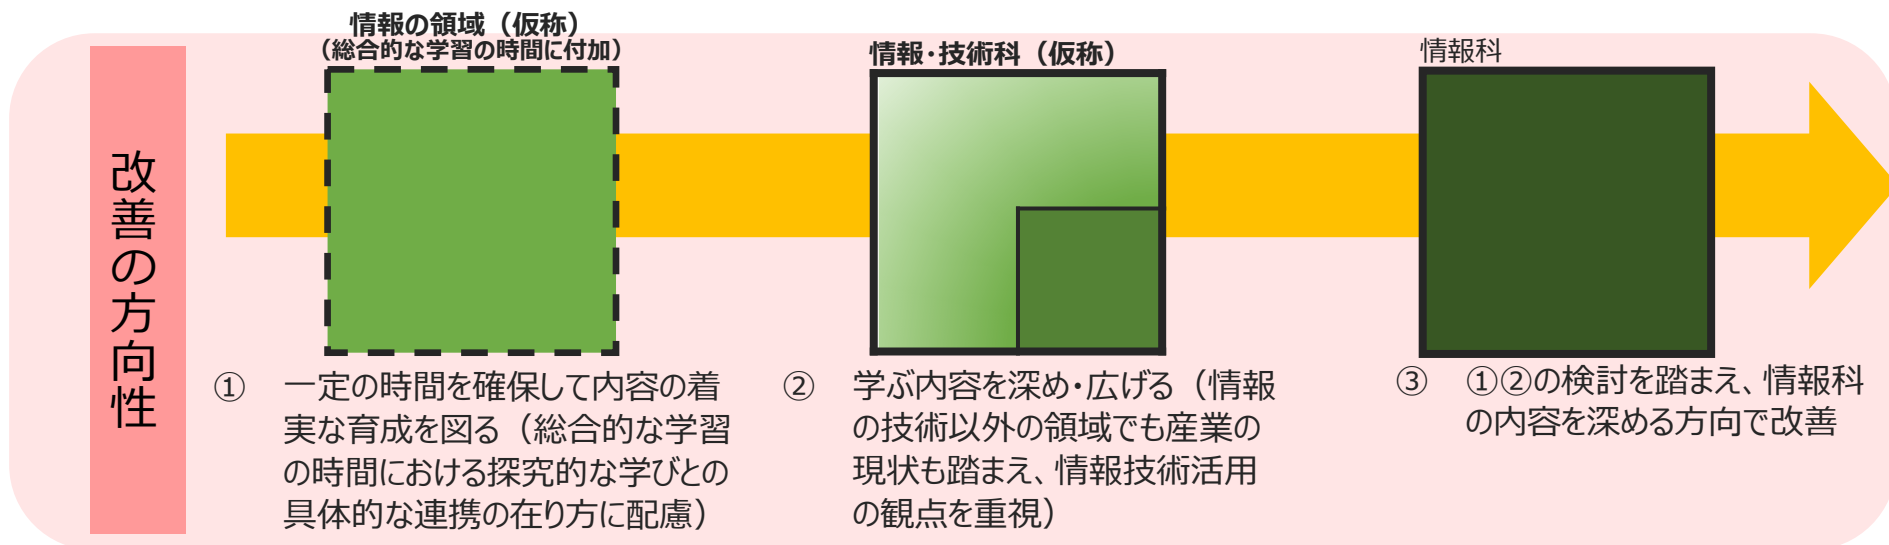 改善の方向性
情報の領域（仮称）
（総合的な学習の時間に付加）
① 一定の時間を確保して内容の着
実な育成を図る（総合的な学習
の時間における探究的な学びとの
具体的な連携の在り方に配慮）
情報･技術科（仮称）
② 学ぶ内容を深め･広げる（情報
の技術以外の領域でも産業の
現状も踏まえ、情報技術活用
の観点を重視）
情報科
③ ①②の検討を踏まえ、情報科
の内容を深める方向で改善